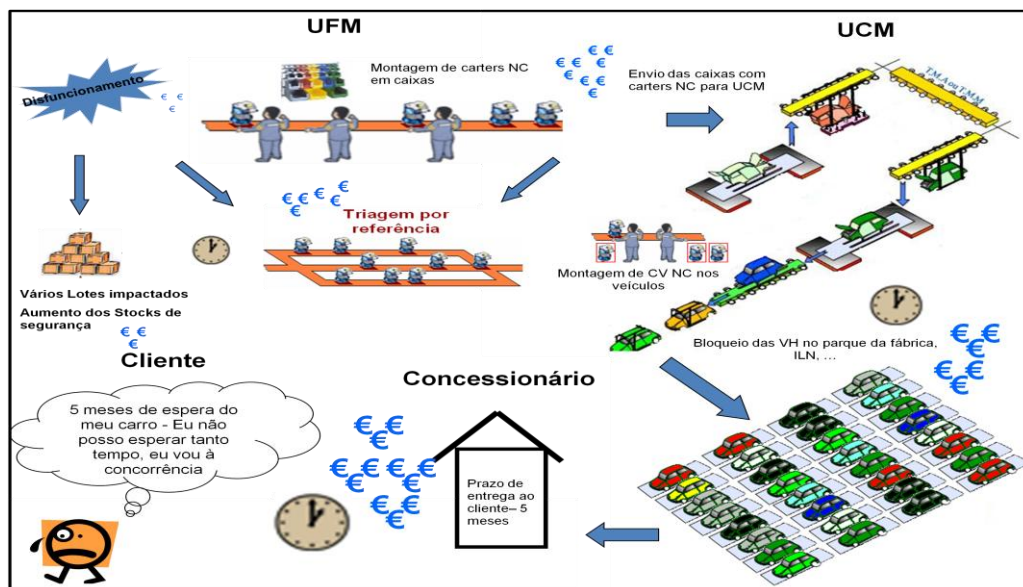 UFM
UCM
Disfuncionamento
Montagem de carters NC
em caixas
Envio das caixas com
carters NC para UCM
T.M.A ou T.M.M
Triagem por
referência
Montagem de CV NC nos
veículos
Vários Lotes impactados
Aumento dos Stocks de
segurança
Bloqueio das VH no parque da fábrica,
ILN, ...
Cliente
Concessionário
5 meses de espera do
meu carro - Eu não
posso esperar tanto
tempo, eu vou à
concorrência
Prazo de
entrega ao
cliente– 5
meses